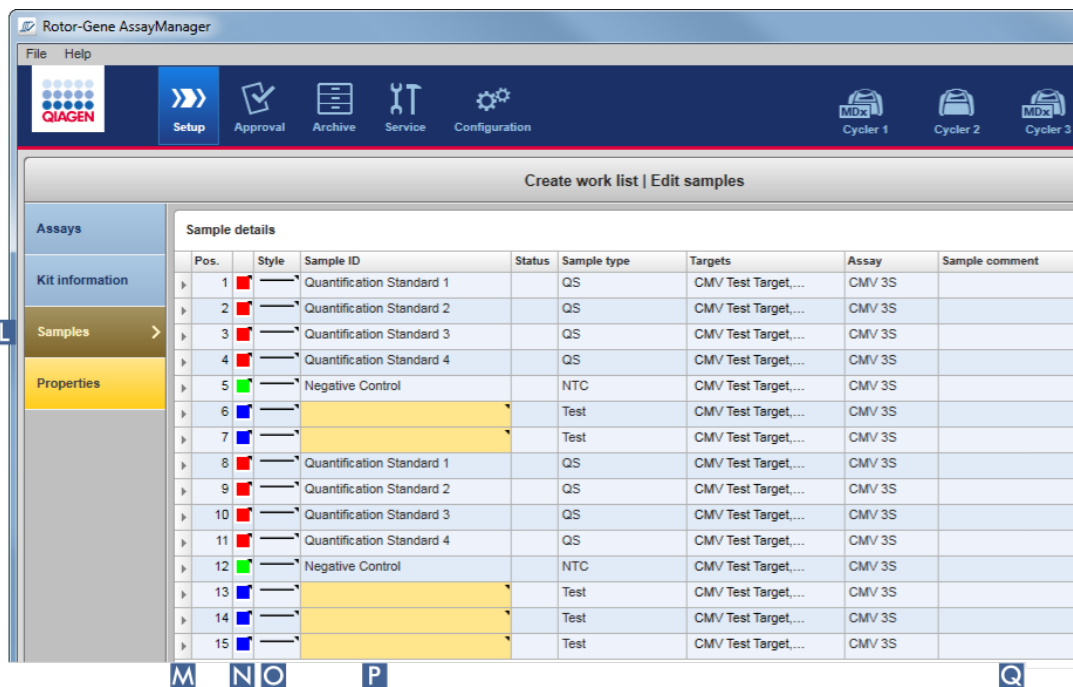 Rotor-Gene AssayManager
File Help
QIAGEN
Setup Approval Archive Service Configuration MDx Cycler 1 Cycler 2 MDx Cycler 3
Create work list | Edit samples
Assays
Kit information
Samples
Properties
L
Sample details
Pos. Style Sample ID Status Sample type Targets Assay Sample comment
1 Quantification Standard 1 QS CMV Test Target,... CMV 3S
2 Quantification Standard 2 QS CMV Test Target,... CMV 3S
3 Quantification Standard 3 QS CMV Test Target,... CMV 3S
4 Quantification Standard 4 QS CMV Test Target,... CMV 3S
5 Negative Control NTC CMV Test Target,... CMV 3S
6 Test CMV Test Target,... CMV 3S
7 Test CMV Test Target,... CMV 3S
8 Quantification Standard 1 QS CMV Test Target,... CMV 3S
9 Quantification Standard 2 QS CMV Test Target,... CMV 3S
10 Quantification Standard 3 QS CMV Test Target,... CMV 3S
11 Quantification Standard 4 QS CMV Test Target,... CMV 3S
12 Negative Control NTC CMV Test Target,... CMV 3S
13 Test CMV Test Target,... CMV 3S
14 Test CMV Test Target,... CMV 3S
15 Test CMV Test Target,... CMV 3S
M N O P Q